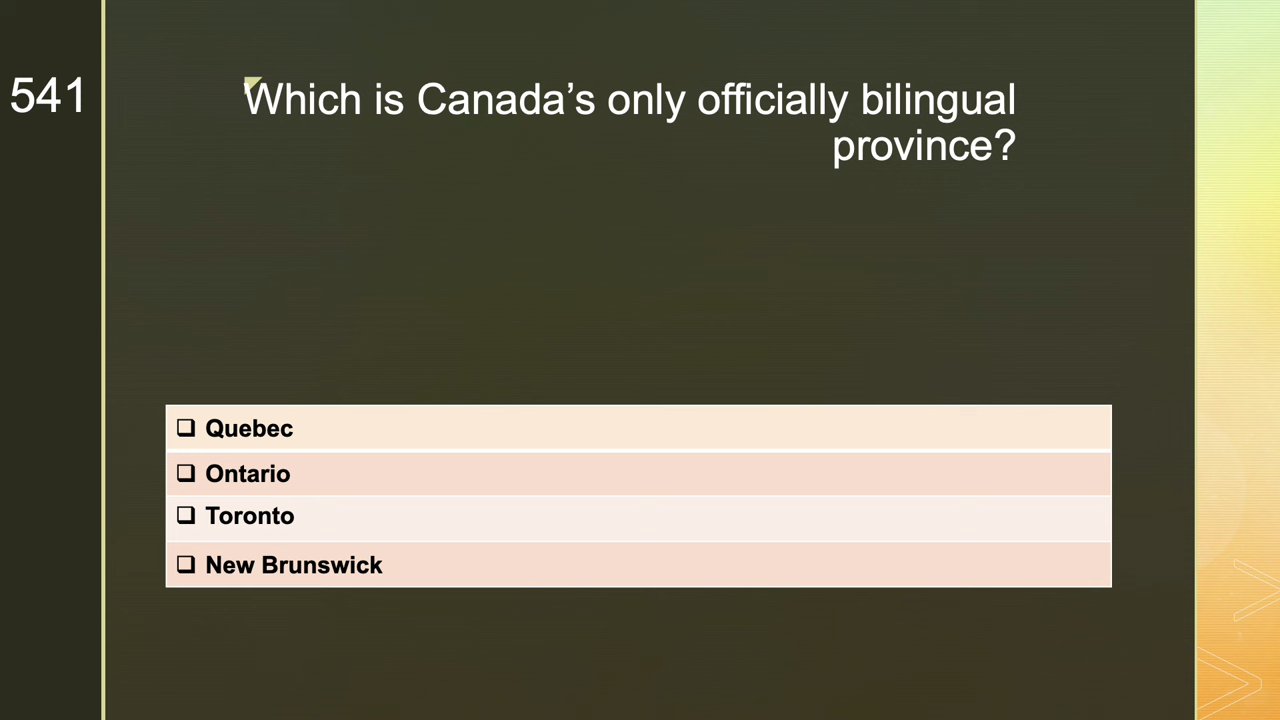 541
Which is Canada’s only officially bilingual
province?
❑ Quebec
❑ Ontario
❑ Toronto
❑ New Brunswick